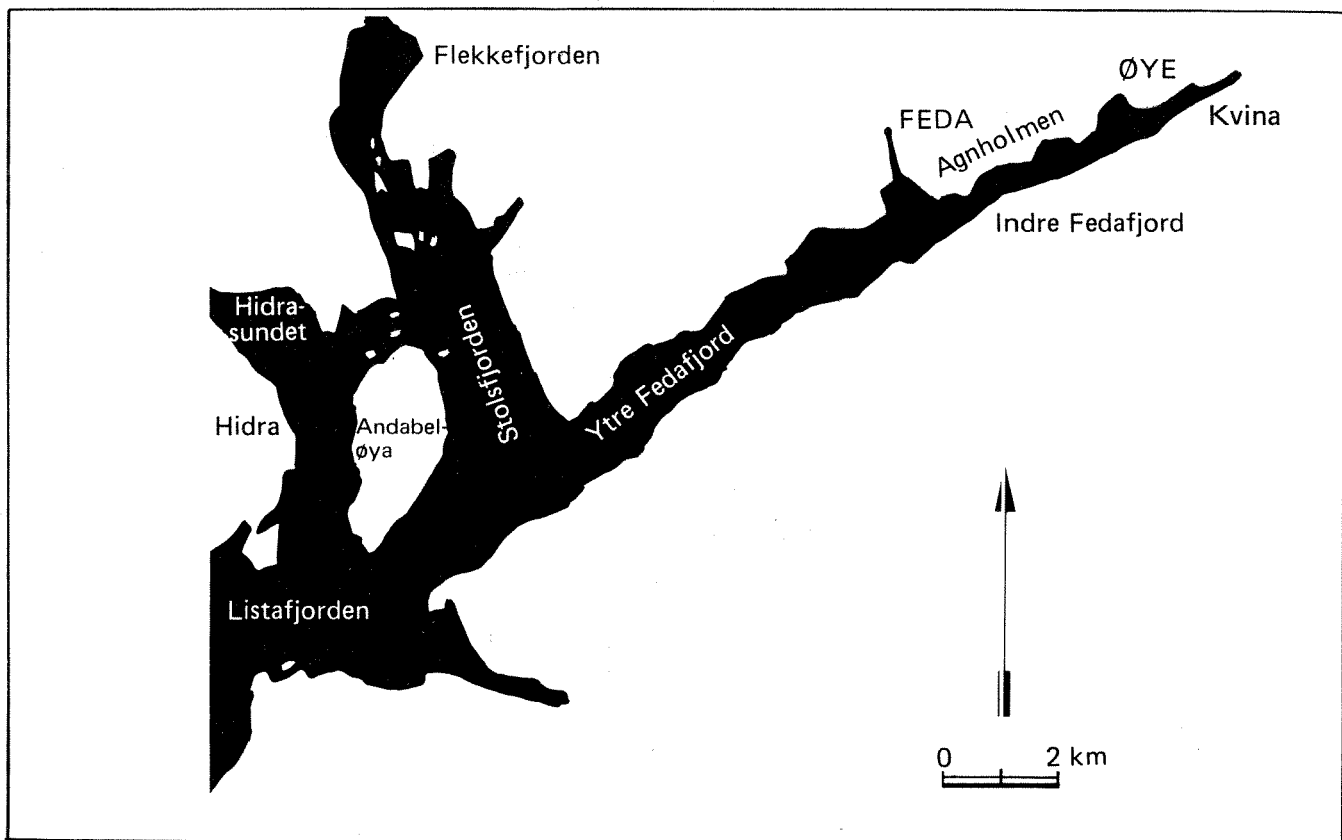 Flekkefjorden
ØYE
Kvina
FEDA
Agnholmen
Indre Fedafjord
Hidra-
sundet
Stolsfjorden
Ytre Fedafjord
Hidra
Andabel-
øya
Listafjorden
0 2 km